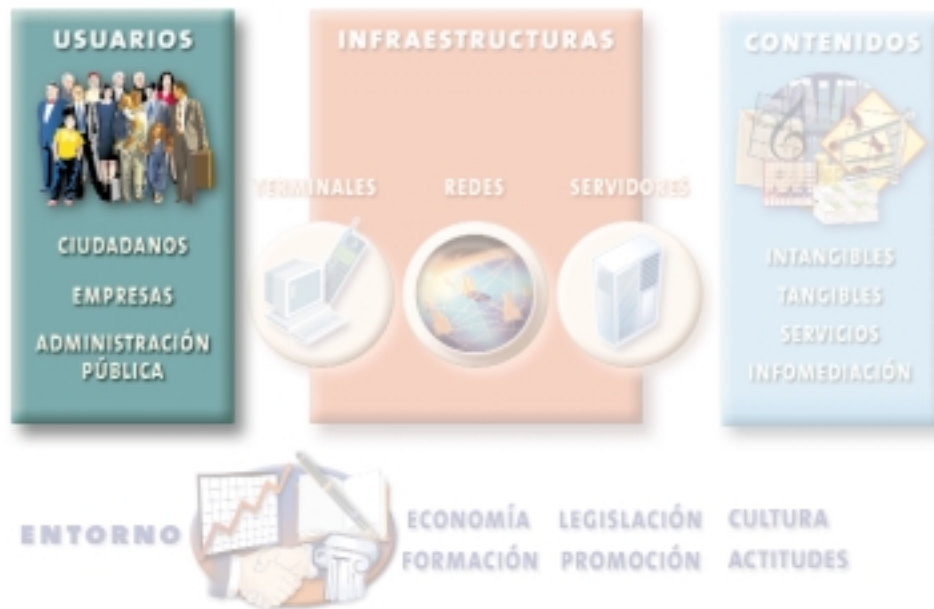 USUARIOS
CIUDADANOS
EMPRESAS
ADMINISTRACIÓN
PÚBLICA
INFRAESTRUCTURAS
TERMINALES REDES SERVIDORES
CONTENIDOS
INTANGIBLES
TANGIBLES
SERVICIOS
INFOMEDIACIÓN
ENTORNO
ECONOMÍA LEGISLACIÓN CULTURA
FORMACIÓN PROMOCIÓN ACTITUDES